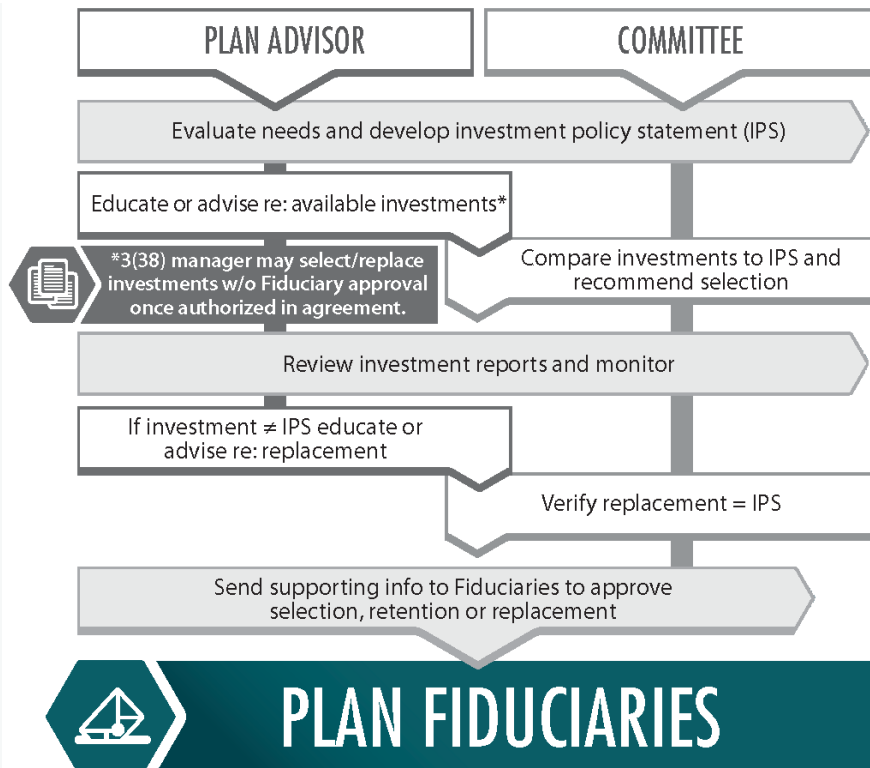 PLAN ADVISOR
COMMITTEE
Evaluate needs and develop investment policy statement (IPS)
Educate or advise re: available investments*
*3(38) manager may select/replace
investments w/o Fiduciary approval
once authorized in agreement.
Compare investments to IPS and
recommend selection
Review investment reports and monitor
If investment ≠ IPS educate or
advise re: replacement
Verify replacement = IPS
Send supporting info to Fiduciaries to approve
selection, retention or replacement
PLAN FIDUCIARIES